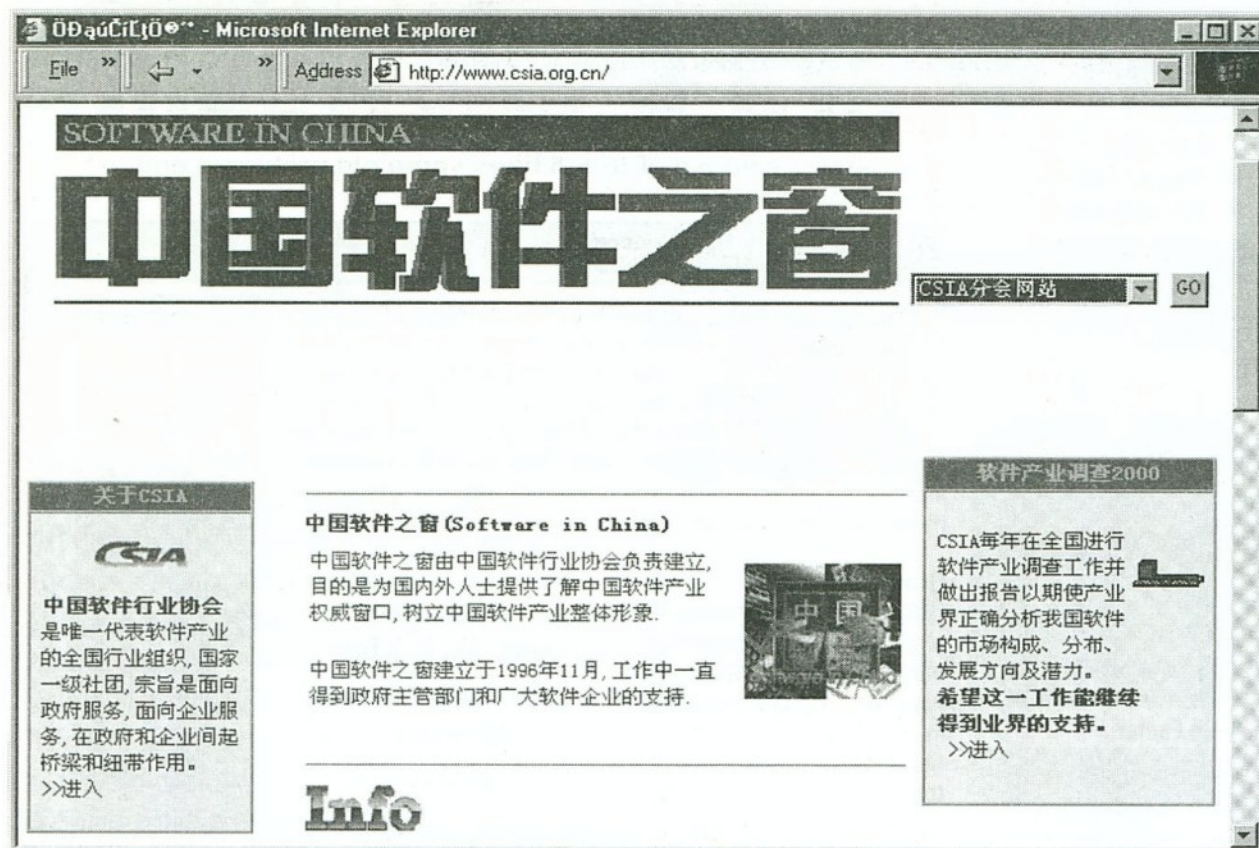 - Microsoft Internet Explorer
File
Address http://www.csia.org.cn/
SOFTWARE IN CHINA
中国软件之窗
CSIA分会网站
GO
关于CSIA
CSIA
中国软件行业协会
是唯一代表软件产业
的全国行业组织,国家
一级社团,宗旨是面向
政府服务,面向企业服
务,在政府和企业间起
桥梁和纽带作用。
>>进入
中国软件之窗(Software in China)
中国软件之窗由中国软件行业协会负责建立,
目的是为国内外人士提供了解中国软件产业
权威窗口,树立中国软件产业整体形象.
中国软件之窗建立于1996年11月,工作中一直
得到政府主管部门和广大软件企业的支持.
中国
Info
软件产业调查2000
CSIA每年在全国进行
软件产业调查工作并
做出报告以期使产业
界正确分析我国软件
的市场构成、分布、
发展方向及潜力。
希望这一工作能继续
得到业界的支持。
>>进入